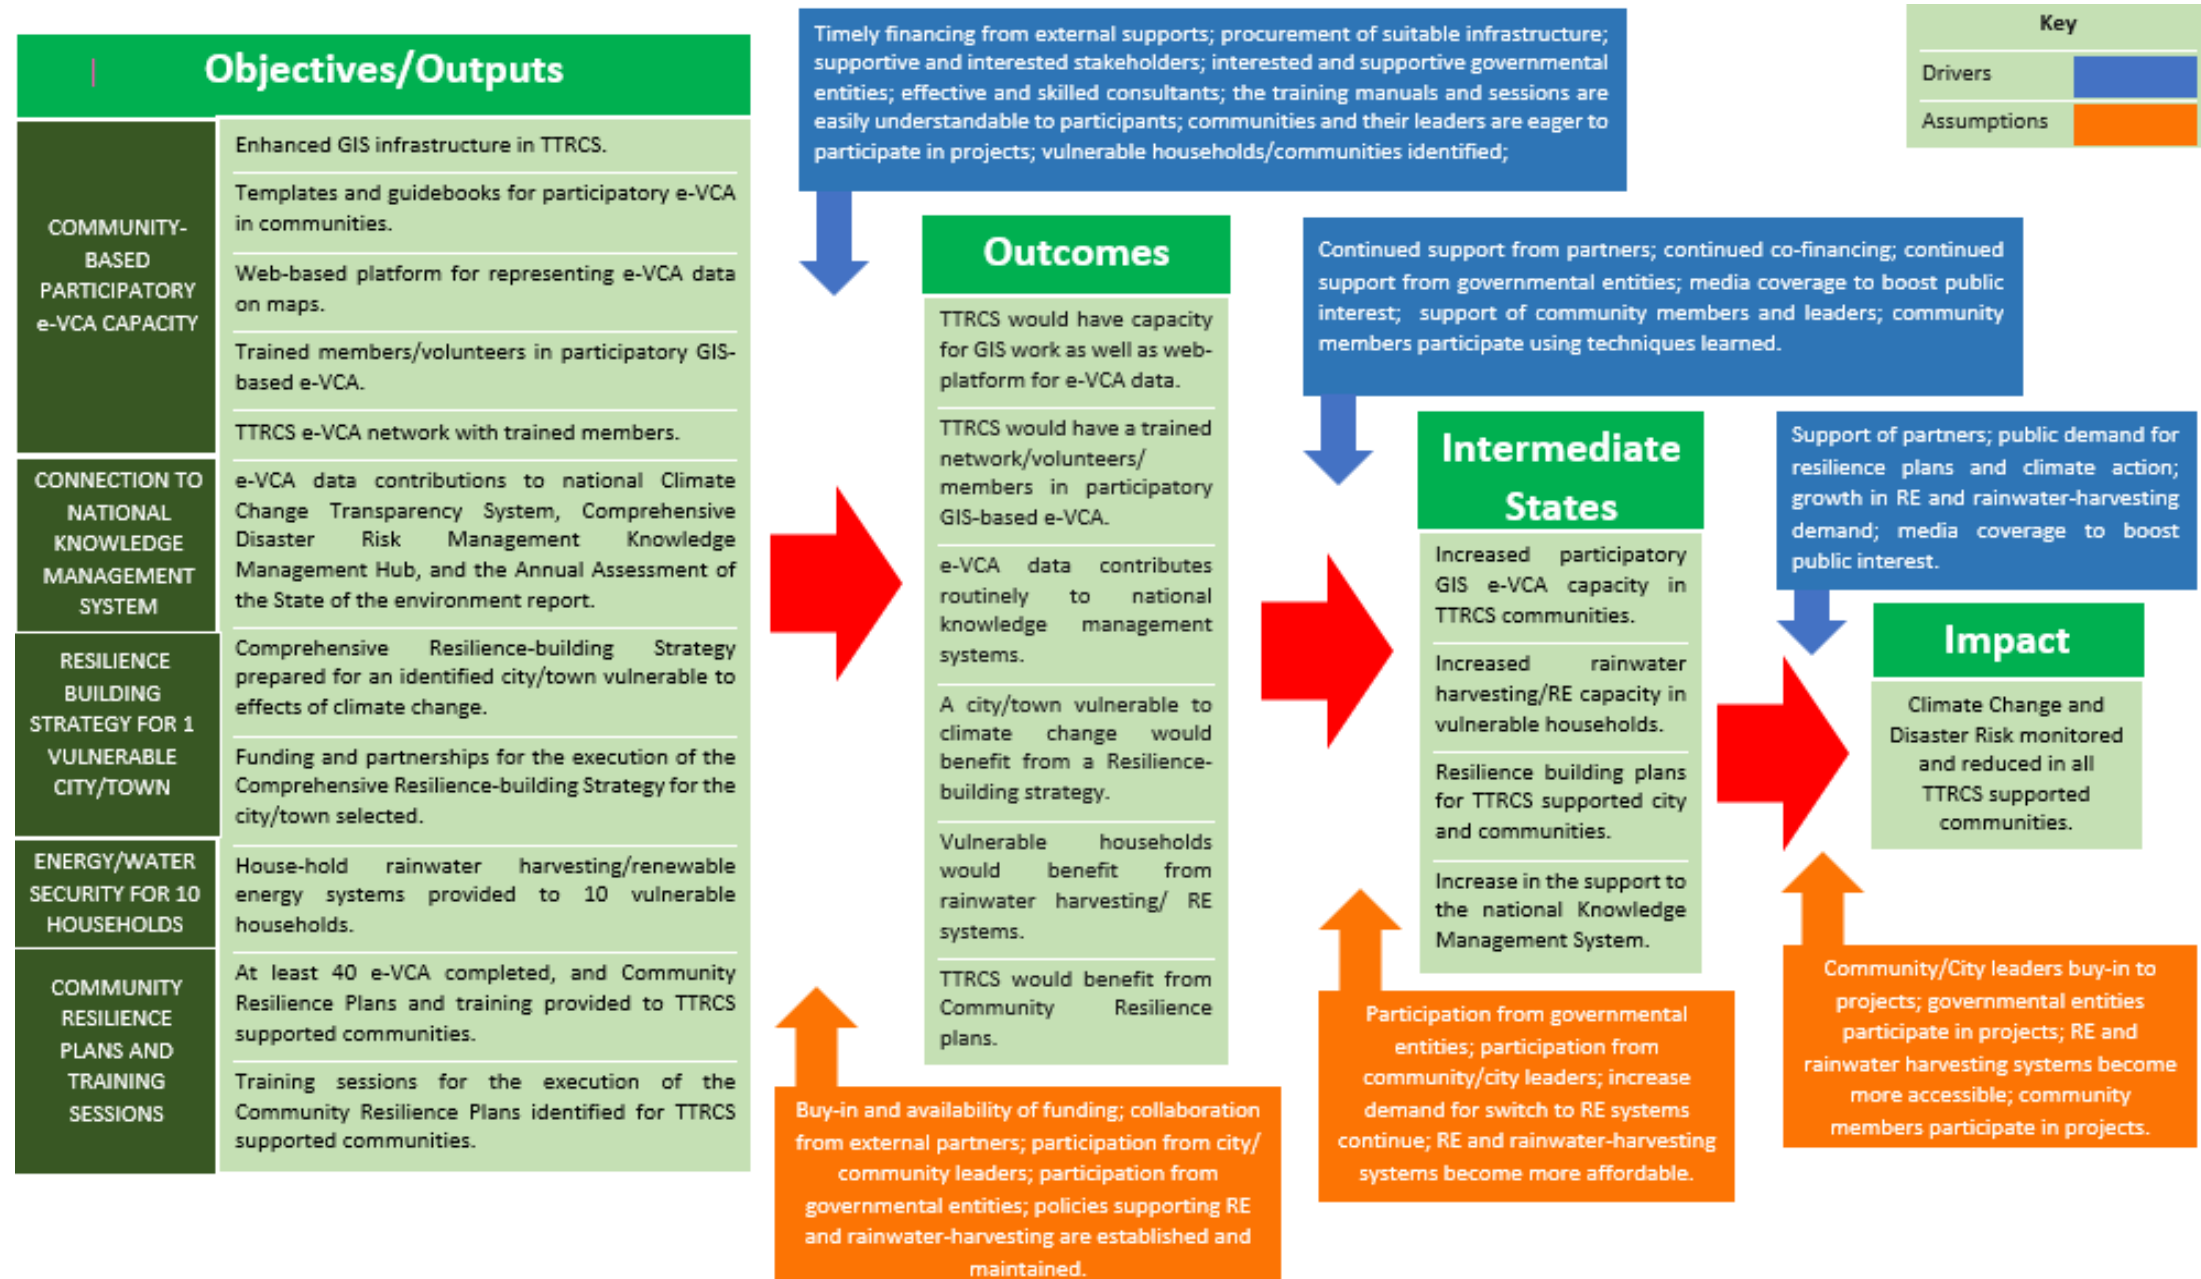 Objectives/Outputs
COMMUNITY-
BASED
PARTICIPATORY
e-VCA CAPACITY
Enhanced GIS infrastructure in TTRCS.
Templates and guidebooks for participatory e-VCA
in communities.
Web-based platform for representing e-VCA data
on maps.
Trained members/volunteers in participatory GIS-
based e-VCA.
TTRCS e-VCA network with trained members.
CONNECTION TO
NATIONAL
KNOWLEDGE
MANAGEMENT
SYSTEM
e-VCA data contributions to national Climate
Change Transparency System, Comprehensive
Disaster Risk Management Knowledge
Management Hub, and the Annual Assessment of
the State of the environment report.
RESILIENCE
BUILDING
STRATEGY FOR 1
VULNERABLE
CITY/TOWN
Comprehensive Resilience-building Strategy
prepared for an identified city/town vulnerable to
effects of climate change.
Funding and partnerships for the execution of the
Comprehensive Resilience-building Strategy for the
city/town selected.
ENERGY/WATER
SECURITY FOR 10
HOUSEHOLDS
House-hold rainwater harvesting/renewable
energy systems provided to 10 vulnerable
households.
COMMUNITY
RESILIENCE
PLANS AND
TRAINING
SESSIONS
At least 40 e-VCA completed, and Community
Resilience Plans and training provided to TTRCS
supported communities.
Training sessions for the execution of the
Community Resilience Plans identified for TTRCS
supported communities.
Timely financing from external supports; procurement of suitable infrastructure;
supportive and interested stakeholders; interested and supportive governmental
entities; effective and skilled consultants; the training manuals and sessions are
easily understandable to participants; communities and their leaders are eager to
participate in projects; vulnerable households/communities identified;
Outcomes
TTRCS would have capacity
for GIS work as well as web-
platform for e-VCA data.
TTRCS would have a trained
network/volunteers/
members in participatory
GIS-based e-VCA.
e-VCA data contributes
routinely to national
knowledge management
systems.
A city/town vulnerable to
climate change would
benefit from a Resilience-
building strategy.
Vulnerable households
would benefit from
rainwater harvesting/ RE
systems.
TTRCS would benefit from
Community Resilience
plans.
Buy-in and availability of funding; collaboration
from external partners; participation from city/
community leaders; participation from
governmental entities; policies supporting RE
and rainwater-harvesting are established and
maintained.
Continued support from partners; continued co-financing; continued
support from governmental entities; media coverage to boost public
interest; support of community members and leaders; community
members participate using techniques learned.
Intermediate
States
Increased participatory
GIS e-VCA capacity in
TTRCS communities.
Increased rainwater
harvesting/RE capacity in
vulnerable households.
Resilience building plans
for TTRCS supported city
and communities.
Increase in the support to
the national Knowledge
Management System.
Participation from governmental
entities; participation from
community/city leaders; increase
demand for switch to RE systems
continue; RE and rainwater-harvesting
systems become more affordable.
Key
Drivers
Assumptions
Support of partners; public demand for
resilience plans and climate action;
growth in RE and rainwater-harvesting
demand; media coverage to boost
public interest.
Impact
Climate Change and
Disaster Risk monitored
and reduced in all
TTRCS supported
communities.
Community/City leaders buy-in to
projects; governmental entities
participate in projects; RE and
rainwater harvesting systems become
more accessible; community
members participate in projects.